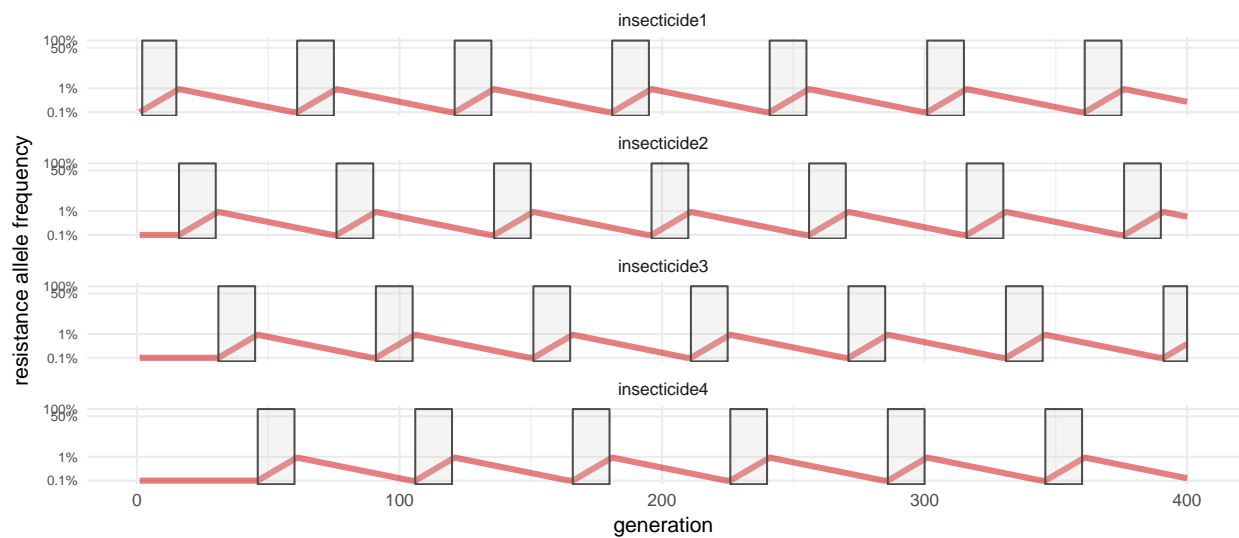 insecticide1
100%
50%
1%
0.1%
insecticide2
100%
50%
1%
0.1%
insecticide3
100%
50%
1%
0.1%
insecticide4
100%
50%
1%
0.1%
resistance allele frequency
0 100 200 300 400
generation